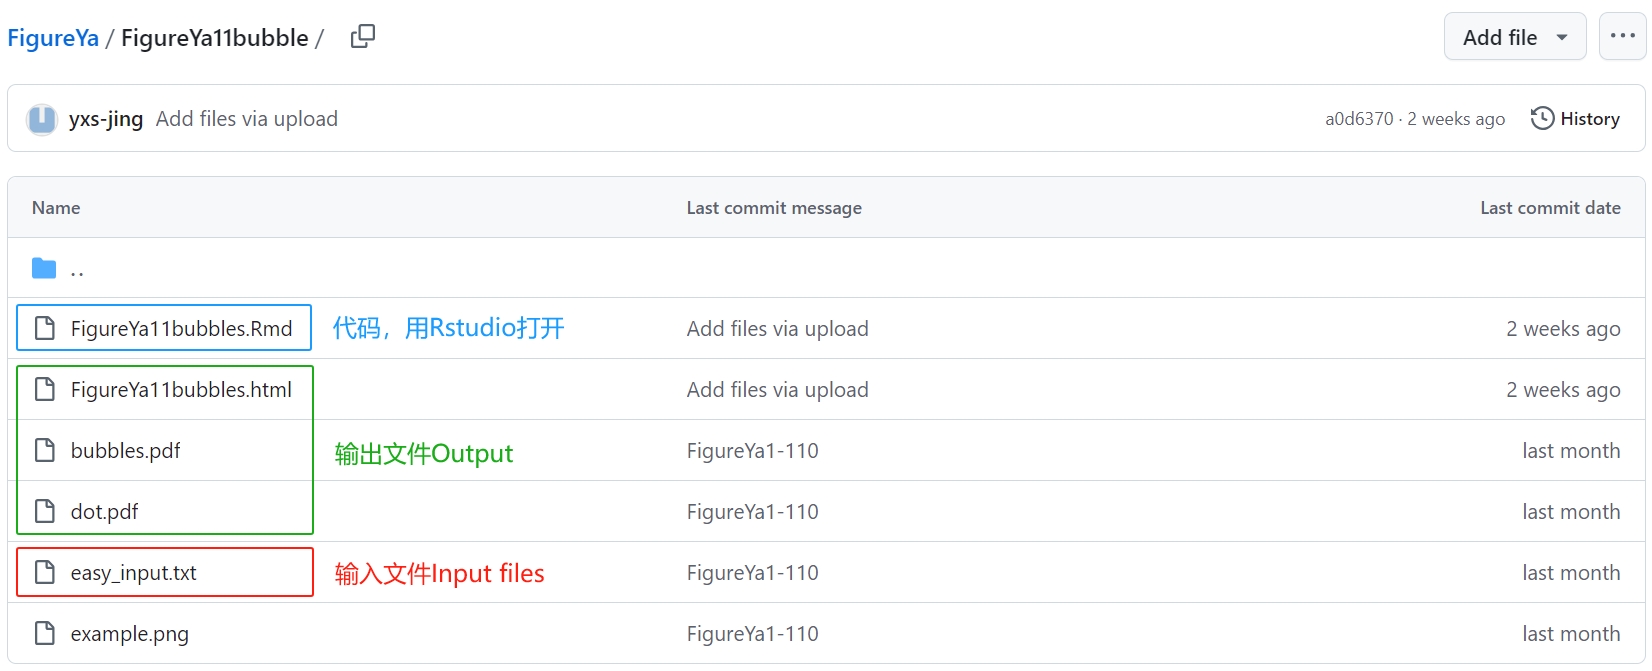 FigureYa / FigureYa11bubble /
Add file
yxs-jing Add files via upload
a0d6370 · 2 weeks ago
History
Name Last commit message Last commit date
..
FigureYa11bubbles.Rmd 代码，用Rstudio打开 Add files via upload 2 weeks ago
FigureYa11bubbles.html Add files via upload 2 weeks ago
bubbles.pdf 输出文件Output FigureYa1-110 last month
dot.pdf FigureYa1-110 last month
easy_input.txt 输入文件Input files FigureYa1-110 last month
example.png FigureYa1-110 last month